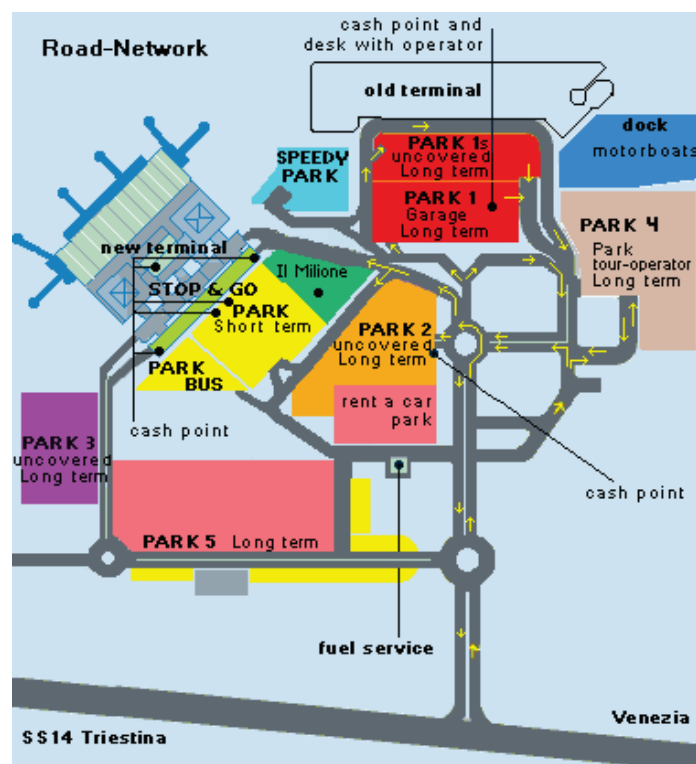 cash point and
desk with operator
Road-Network
old terminal
dock
motorboats
PARK 1s
uncovered
Long term
SPEEDY
PARK
PARK 1
Garage
Long term
PARK 4
Park
tour-operator
Long term
new terminal
Il Milione
STOP & GO
PARK
Short term
PARK 2
uncovered
Long term
PARK
BUS
rent a car
park
cash point
PARK 3
uncovered
Long term
cash point
PARK 5 Long term
fuel service
Venezia
SS14 Triestina